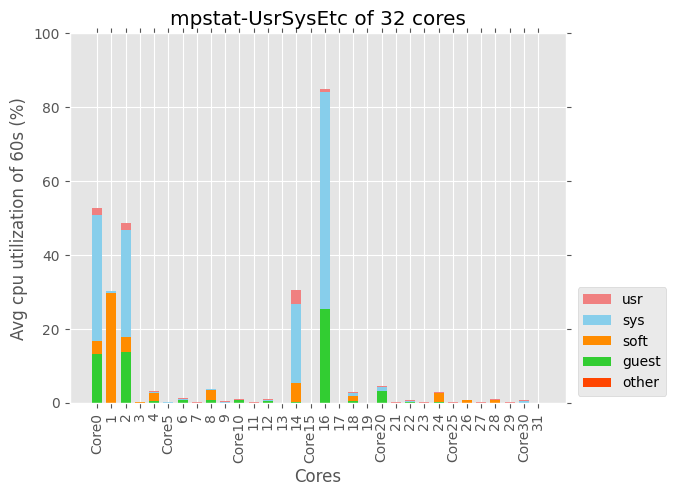 mpstat-UsrSysEtc of 32 cores
Avg cpu utilization of 60s (%)
100
80
60
40
20
0
Core0
1
2
3
4
Core5
6
7
8
9
Core10
11
12
13
14
Core15
16
17
18
19
Core20
21
22
23
24
Core25
26
27
28
29
Core30
31
Cores
usr
sys
soft
guest
other